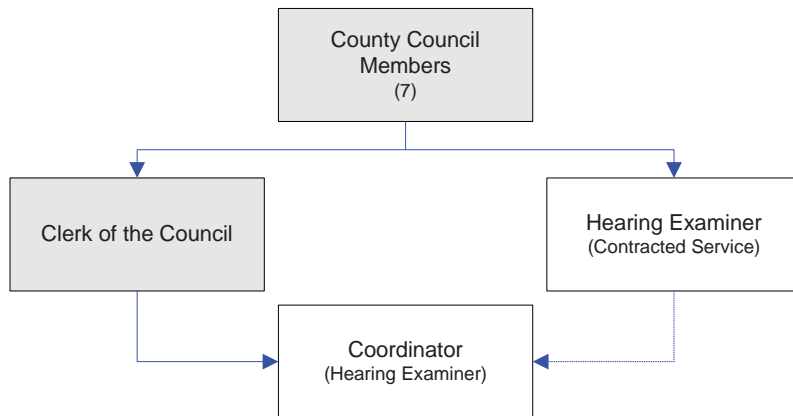 County Council
Members
(7)
Clerk of the Council
Hearing Examiner
(Contracted Service)
Coordinator
(Hearing Examiner)